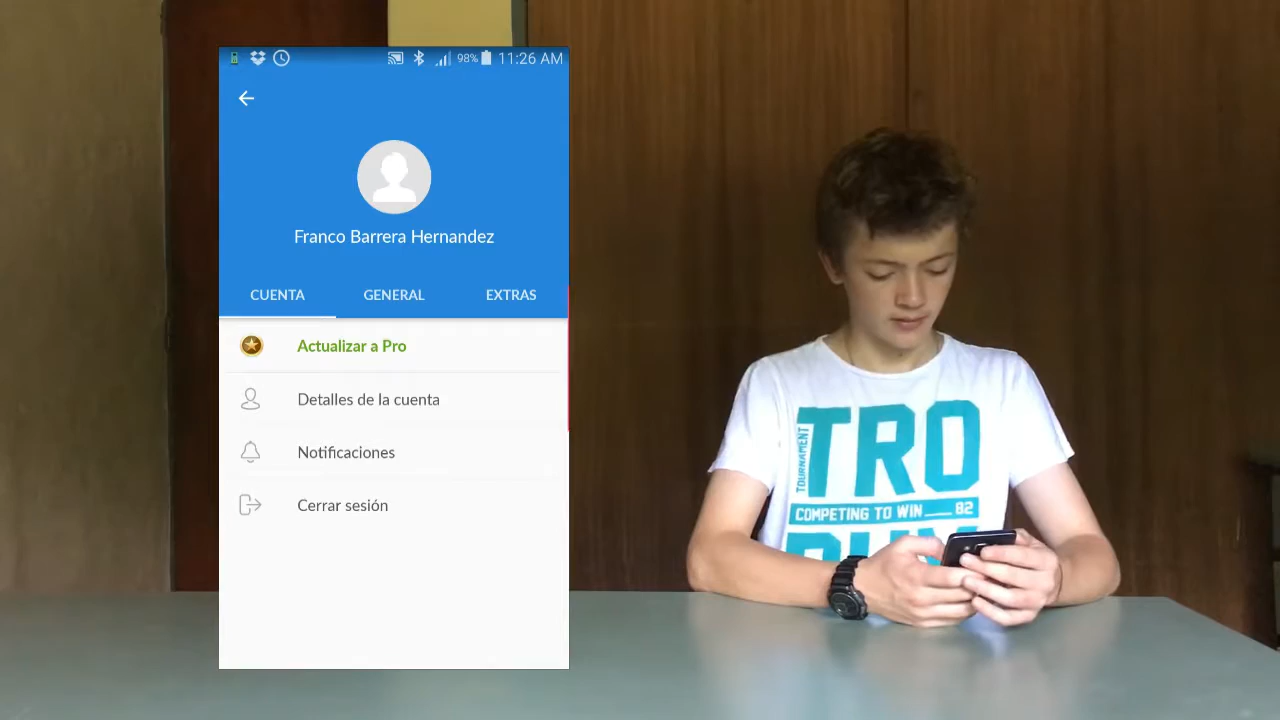 98% 11:26 AM
Franco Barrera Hernandez
CUENTA GENERAL EXTRAS
Actualizar a Pro
Detalles de la cuenta
Notificaciones
Cerrar sesión
TOURNAMENT
TRO
COMPETING TO WIN ___ 82